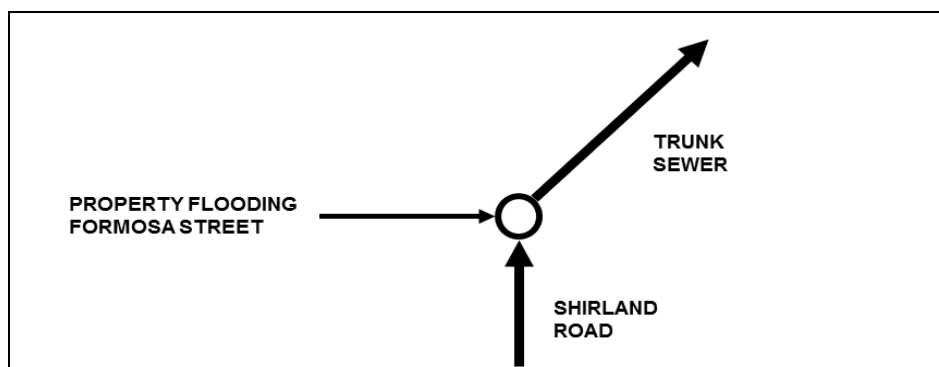 TRUNK
SEWER
PROPERTY FLOODING
FORMOSA STREET
SHIRLAND
ROAD